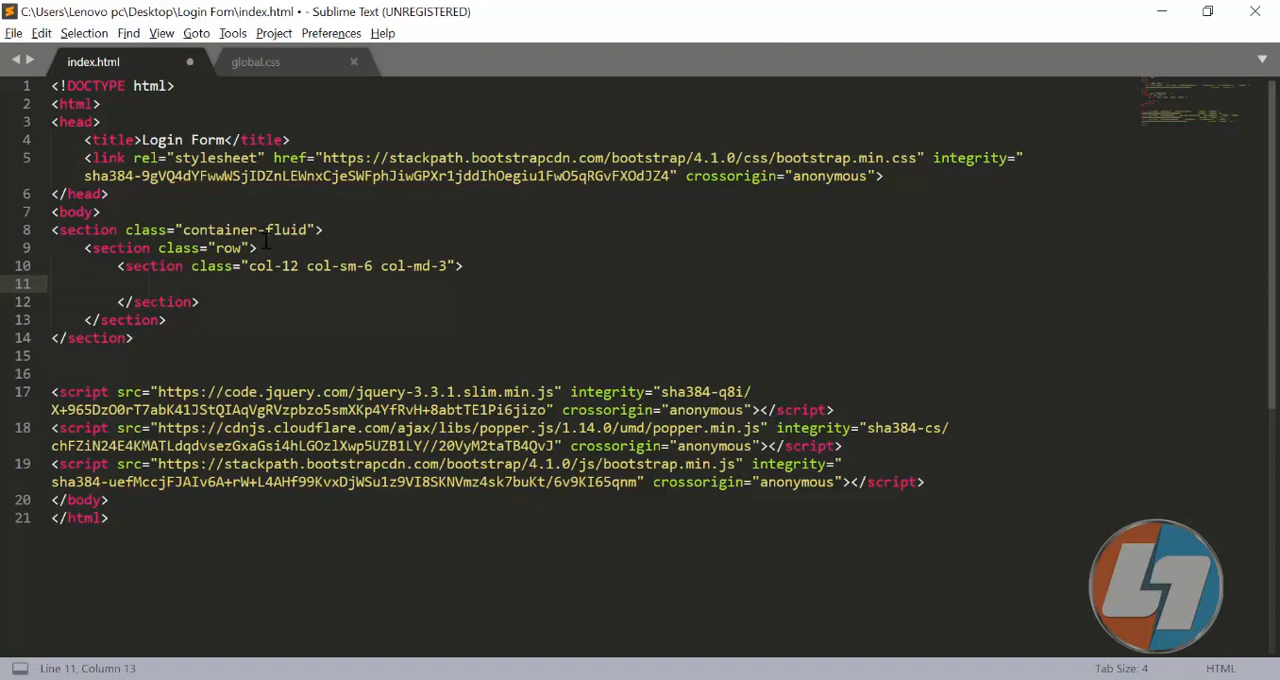 C:\Users\Lenovo pc\Desktop\Login Fom\index.html • - Sublime Text (UNREGISTERED)
File Edit Selection Find View Goto Tools Project Preferences Help
index.html global.css
1 <!DOCTYPE html>
2 <html>
3 <head>
4 <title>Login Form</title>
5 <link rel="stylesheet" href="https://stackpath.bootstrapcdn.com/bootstrap/4.1.0/css/bootstrap.min.css" integrity="
sha384-9gVQ4dYFwwWSjIDZnLEWnxCjeSWFphJiwGPXr1jddIhOegiu1FwO5qRGvFXOdJZ4" crossorigin="anonymous">
6 </head>
7 <body>
8 <section class="container-fluid">
9 <section class="row">
10 <section class="col-12 col-sm-6 col-md-3">
11
12 </section>
13 </section>
14 </section>
15
16
17 <script src="https://code.jquery.com/jquery-3.3.1.slim.min.js" integrity="sha384-q8i/
X+965DzO0rT7abK41JStQIAqVgRVzpbzo5smXKp4YfRvH+8abtTE1Pi6jizo" crossorigin="anonymous"></script>
18 <script src="https://cdnjs.cloudflare.com/ajax/libs/popper.js/1.14.0/umd/popper.min.js" integrity="sha384-cs/
chFZiN24E4KMATLdqdvsezGxaGsi4hLGOzlXwp5UZB1LY//20VyM2taTB4QvJ" crossorigin="anonymous"></script>
19 <script src="https://stackpath.bootstrapcdn.com/bootstrap/4.1.0/js/bootstrap.min.js" integrity="
sha384-uefMccjFJAIv6A+rW+L4AHf99KvxDjWSu1z9VI8SKNVmz4sk7buKt/6v9KI65qnm" crossorigin="anonymous"></script>
20 </body>
21 </html>
Line 11, Column 13 Tab Size: 4 HTML